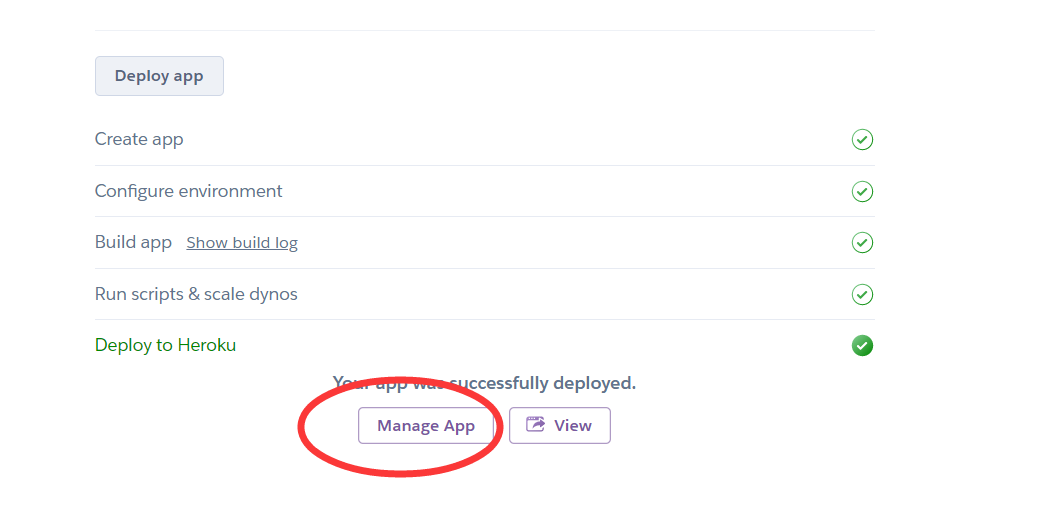 Deploy app
Create app
Configure environment
Build app Show build log
Run scripts & scale dynos
Deploy to Heroku
Your app was successfully deployed.
Manage App View